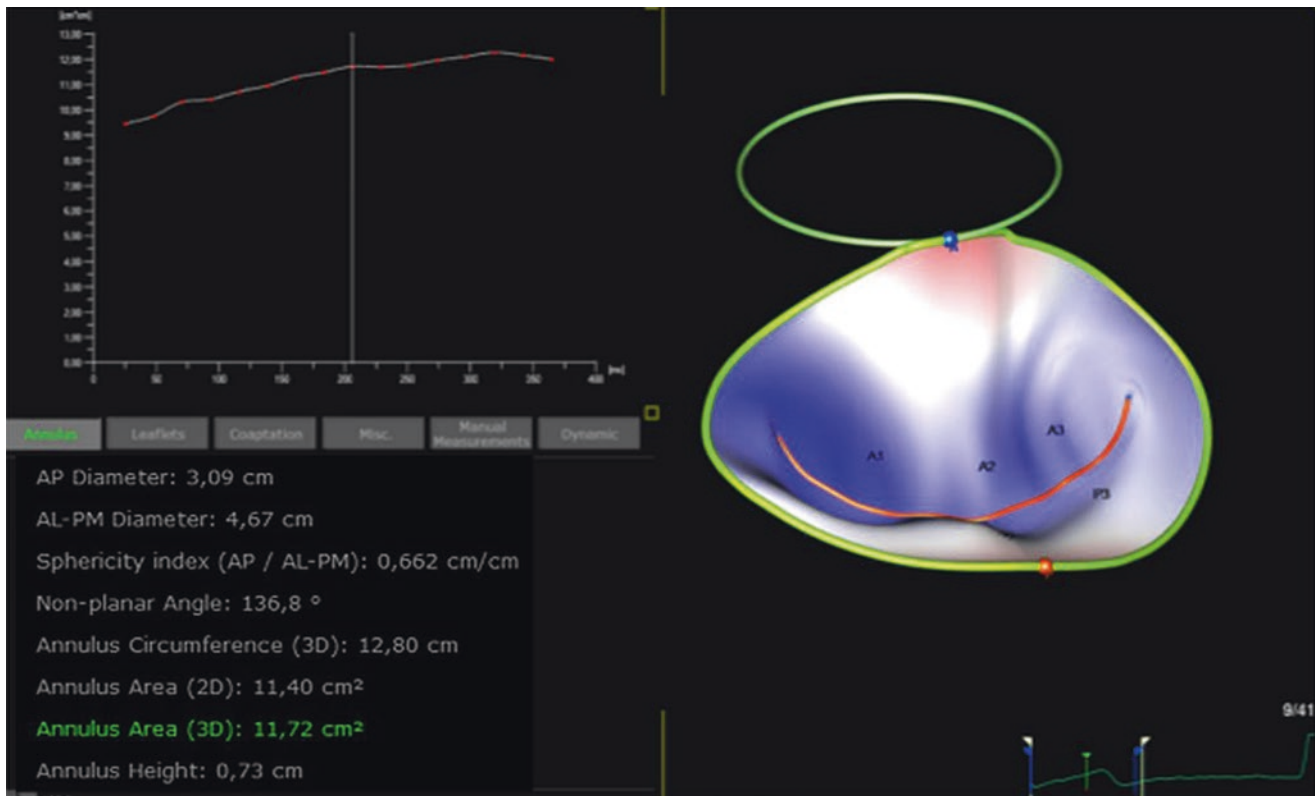 [cm*cm]
13,00
12,00
11,00
10,00
9,00
8,00
7,00
6,00
5,00
4,00
3,00
2,00
1,00
0,00
0 50 100 150 200 250 300 350 400 [ms]
Annulus Leaflets Coaptation Misc. Manual Measurements Dynamic
AP Diameter: 3,09 cm
AL-PM Diameter: 4,67 cm
Sphericity index (AP / AL-PM): 0,662 cm/cm
Non-planar Angle: 136,8 °
Annulus Circumference (3D): 12,80 cm
Annulus Area (2D): 11,40 cm²
Annulus Area (3D): 11,72 cm²
Annulus Height: 0,73 cm
A
A1
A2
A3
P3
9/41